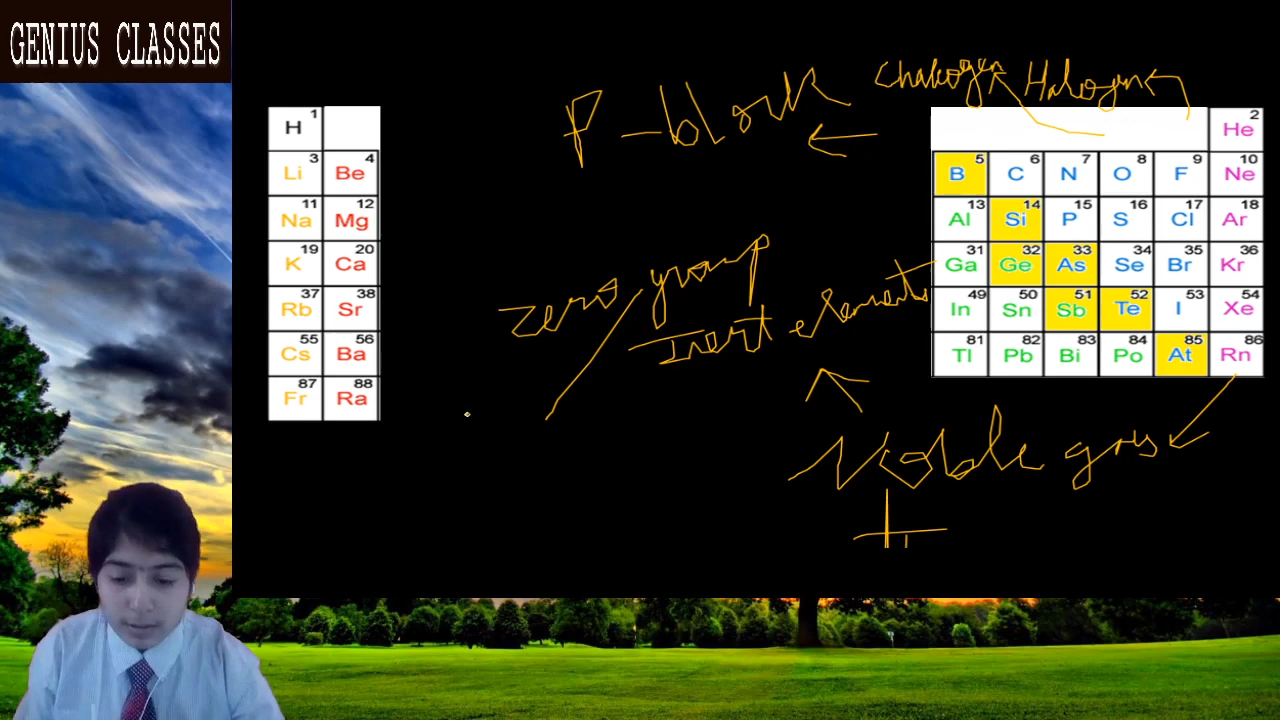 GENIUS CLASSES
P-block
Chalcogen Halogen
H 1
He 2
Li 3 Be 4
B 5 C 6 N 7 O 8 F 9 Ne 10
Na 11 Mg 12
Al 13 Si 14 P 15 S 16 Cl 17 Ar 18
K 19 Ca 20
Ga 31 Ge 32 As 33 Se 34 Br 35 Kr 36
Rb 37 Sr 38
In 49 Sn 50 Sb 51 Te 52 I 53 Xe 54
Cs 55 Ba 56
Tl 81 Pb 82 Bi 83 Po 84 At 85 Rn 86
Fr 87 Ra 88
zero group
Inert elements
Noble gas